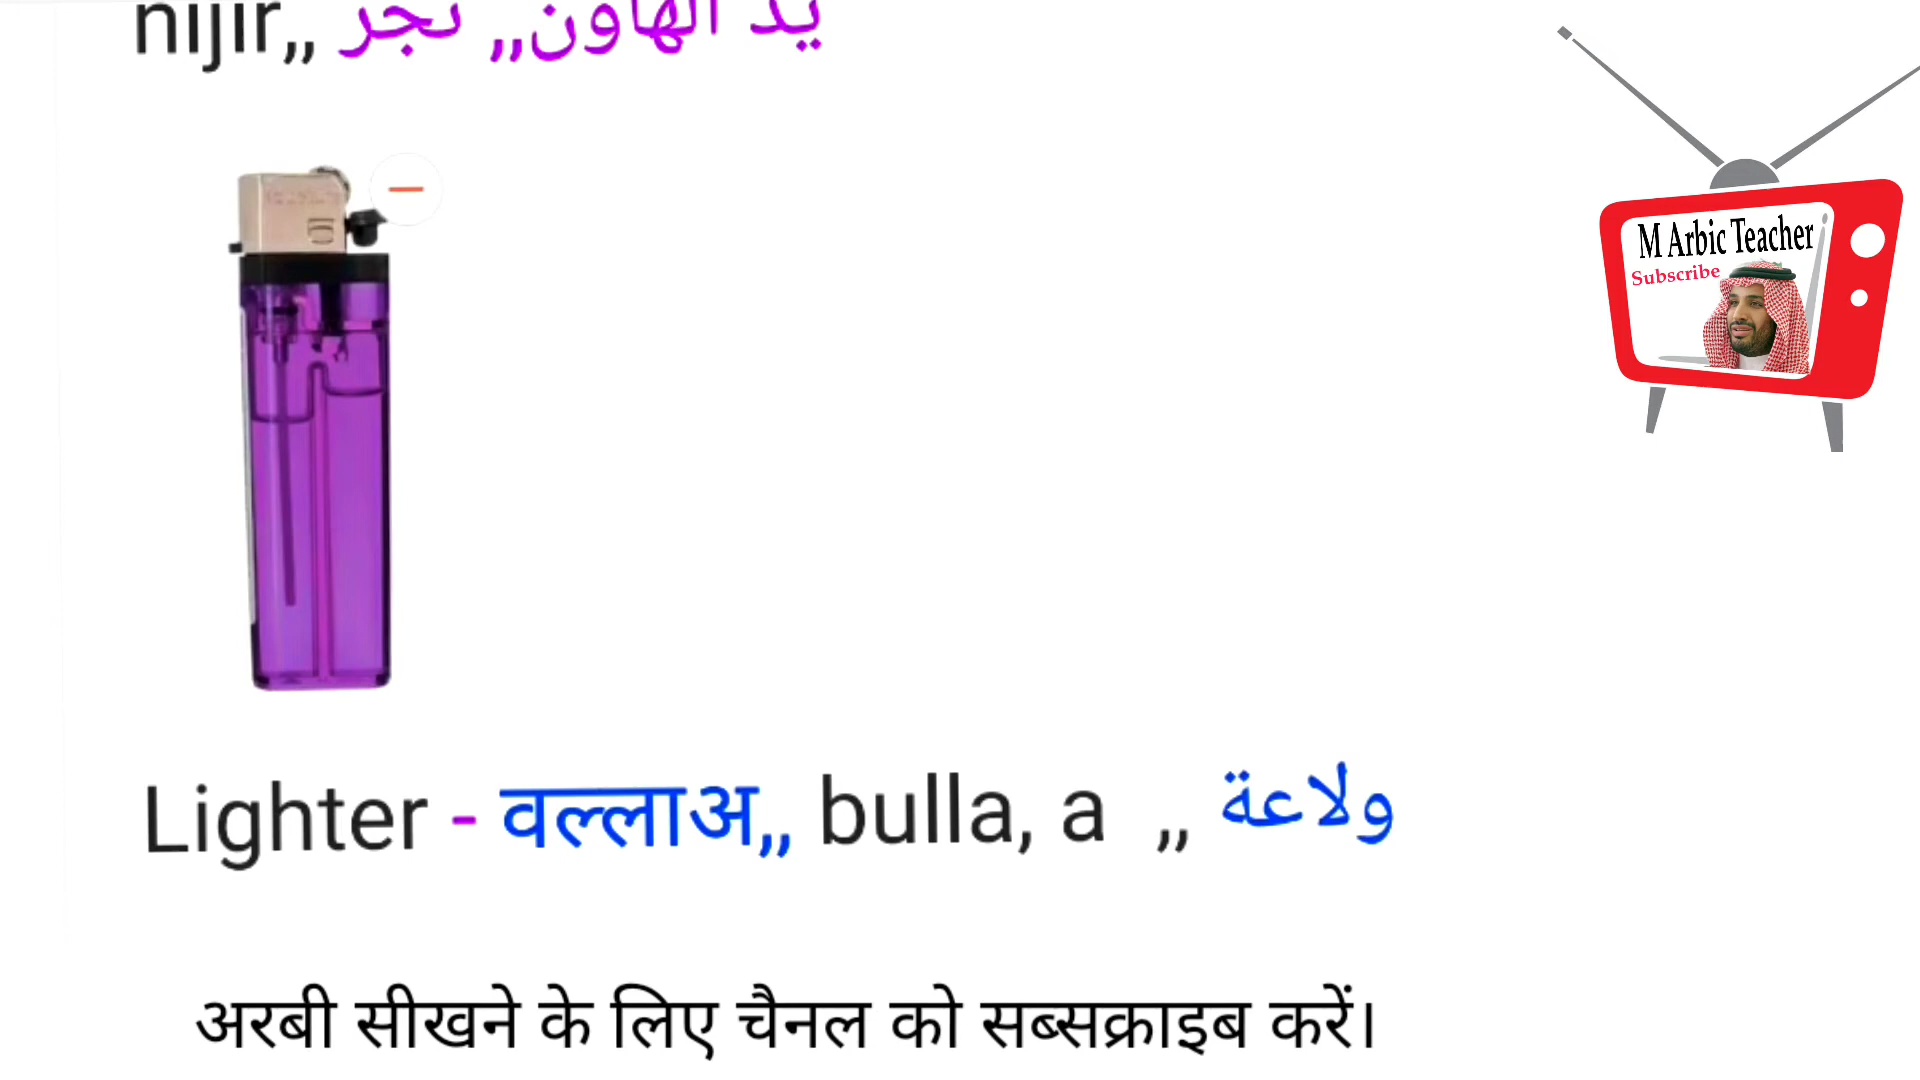 nijir,, يد الهاون,, نجر
Lighter - वल्लाअ,, bulla, a ,, ولاعة
अरबी सीखने के लिए चैनल को सब्सक्राइब करें।
M Arbic Teacher
Subscribe